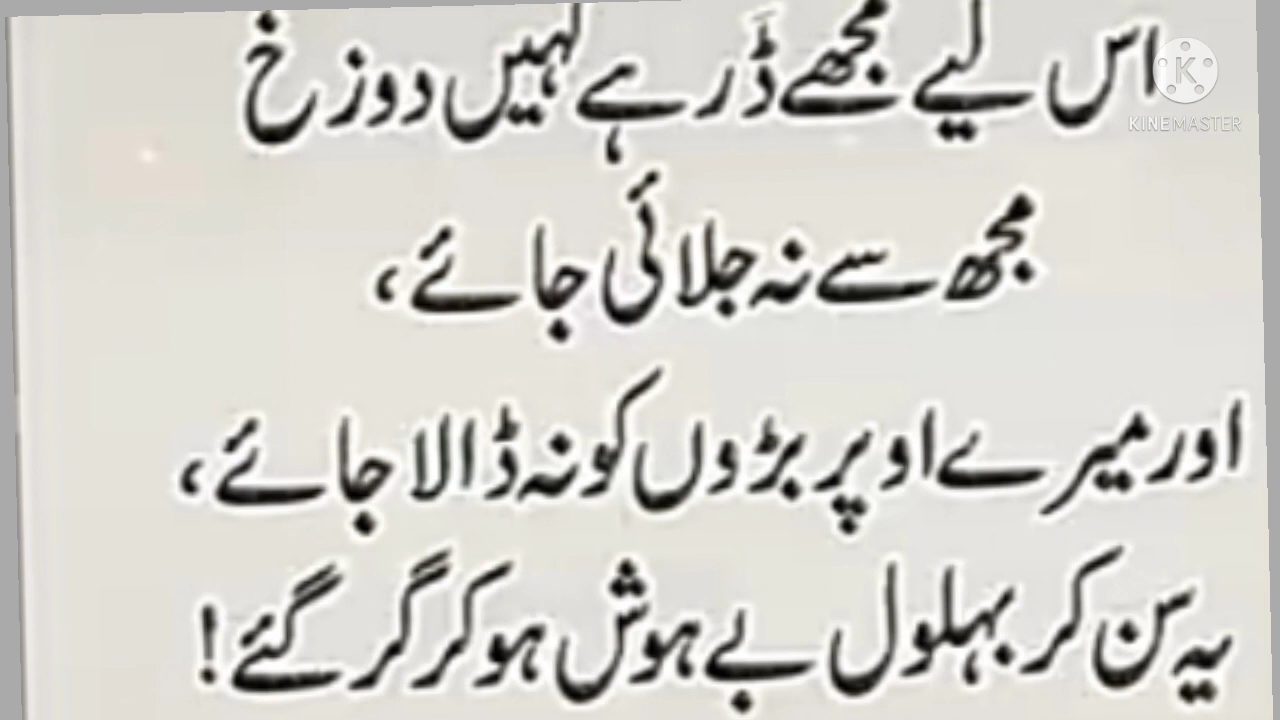 اس لیے مجھے ڈر ہے کہیں دوزخ
مجھ سے نہ جلائی جائے،
اور میرے اوپر بڑوں کو نہ ڈالا جائے،
یہ سن کر بہلول بے ہوش ہو کر گر گئے!
K
KINEMASTER